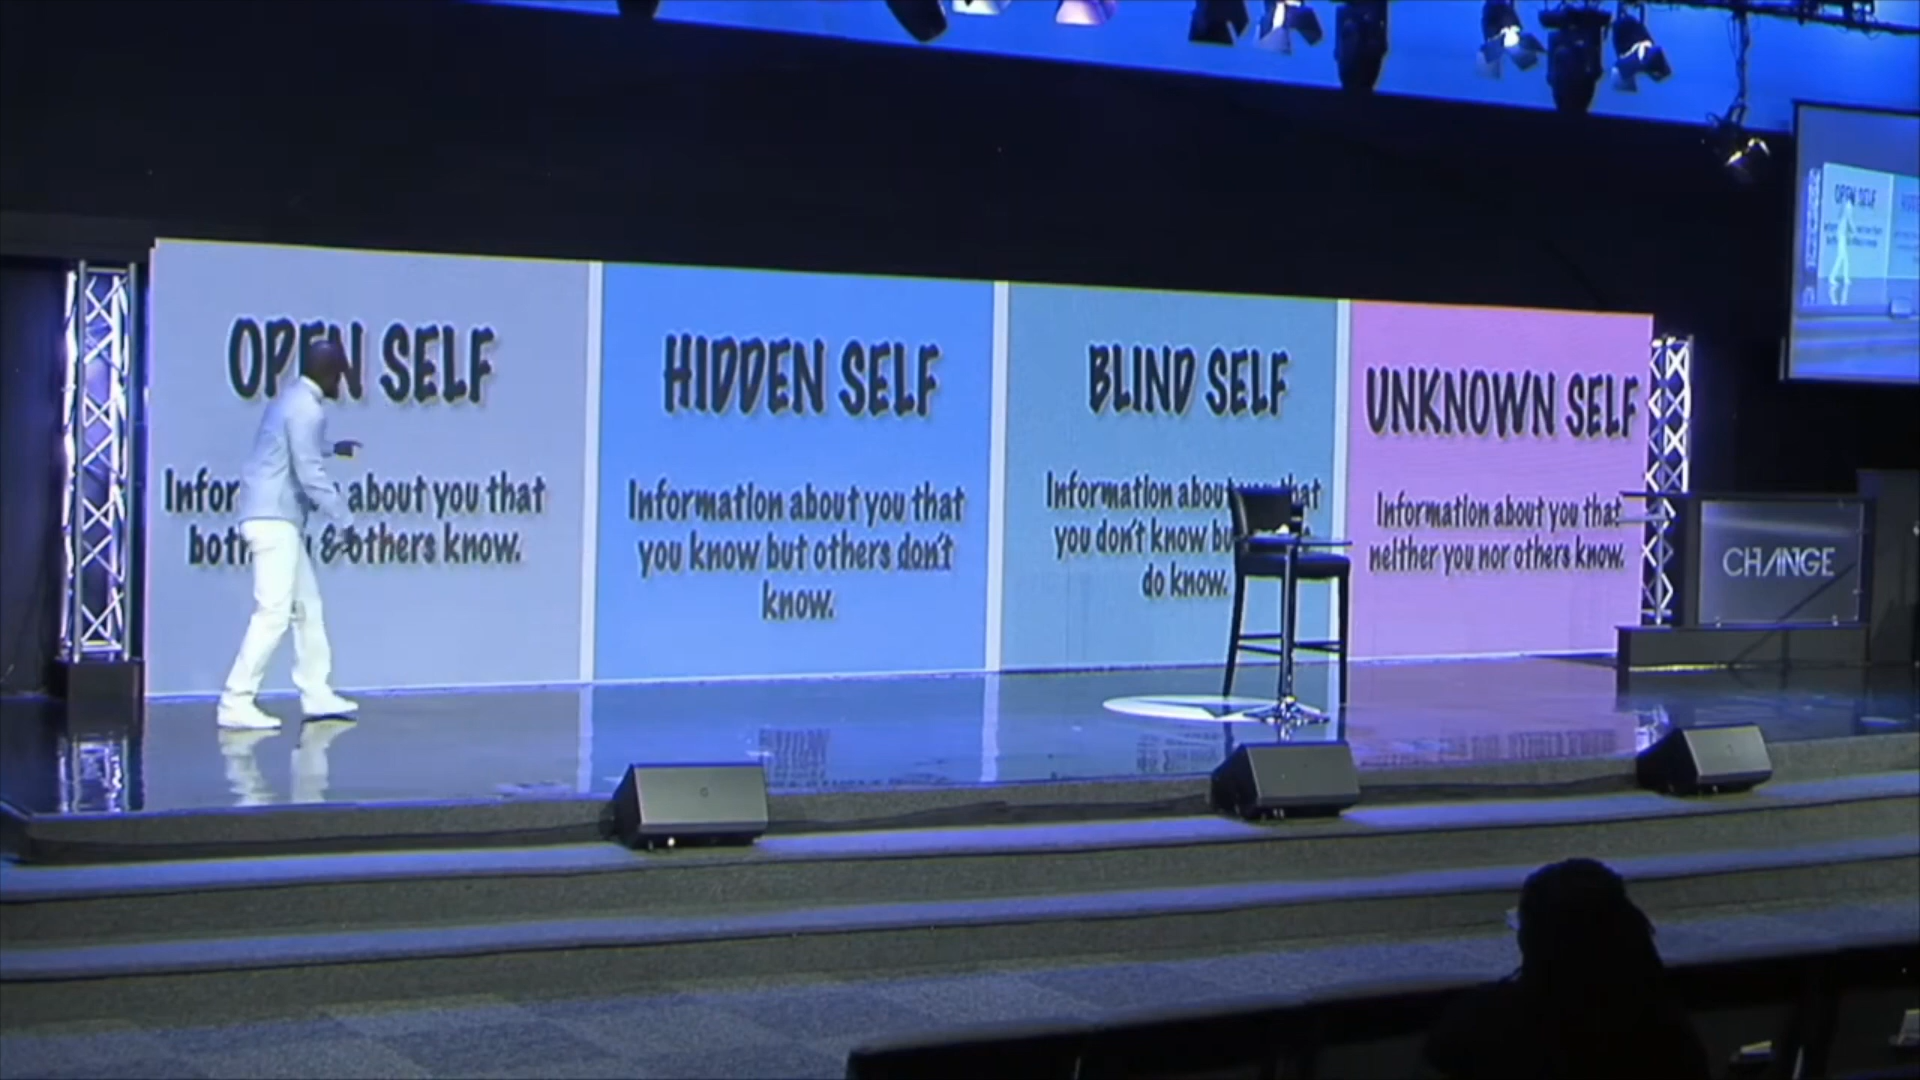 OPEN SELF
about you that
& others know.
HIDDEN SELF
Information about you that
you know but others don't
know.
BLIND SELF
Information about that
you don't know
do know.
UNKNOWN SELF
Information about you that
neither you nor others know.
CHANGE
OPEN SELF